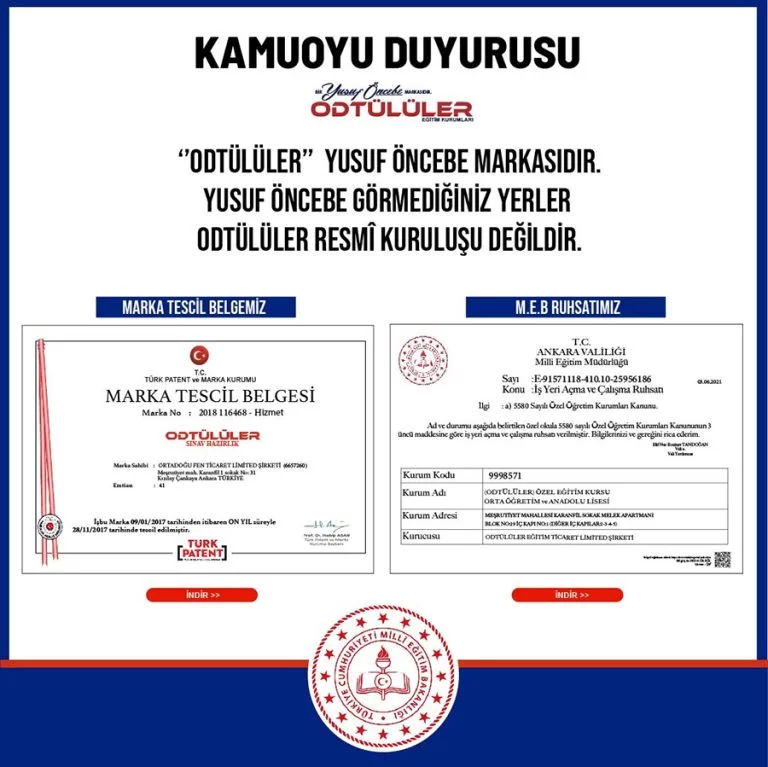 KAMUOYU DUYURUSU
BİR Yusuf Öncebe MARKASIDIR.
ODTÜLÜLER
EĞİTİM KURUMLARI
‘’ODTÜLÜLER’’ YUSUF ÖNCEBE MARKASIDIR.
YUSUF ÖNCEBE GÖRMEDİĞİNİZ YERLER
ODTÜLÜLER RESMÎ KURULUŞU DEĞİLDİR.
MARKA TESCİL BELGEMİZ
T.C.
TÜRK PATENT ve MARKA KURUMU
MARKA TESCİL BELGESİ
Marka No : 2018 116468 - Hizmet
ODTÜLÜLER
SINAV HAZIRLIK
Marka Sahibi : ORTADOĞU FEN TİCARET LİMİTED ŞİRKETİ (6657260)
Meşrutiyet mah. Karanfil 1 sokak No: 31
Kızılay Çankaya Ankara TÜRKİYE
Emtian : 41
İşbu Marka 09/01/2017 tarihinden itibaren ON YIL süreyle
28/11/2017 tarihinde tescil edilmiştir.
Prof. Dr. Habip ASAN
Türk Patent ve Marka
Kurumu Başkanı
TÜRK
PATENT
İNDİR >>
M.E.B RUHSATIMIZ
T.C.
ANKARA VALİLİĞİ
Milli Eğitim Müdürlüğü
Sayı :E-91571118-410.10-25956186
01.06.2021
Konu : İş Yeri Açma ve Çalışma Ruhsatı
İlgi : a) 5580 Sayılı Özel Öğretim Kurumları Kanunu.
Ad ve durumu aşağıda belirtilen özel okula 5580 sayılı Özel Öğretim Kurumları Kanununun 3
üncü maddesine göre iş yeri açma ve çalışma ruhsatı verilmiştir. Bilgilerinizi ve gereğini rica ederim.
Vali a.
Vali Yardımcısı
Kurum Kodu 9998571
Kurum Adı (ODTÜLÜLER) ÖZEL EĞİTİM KURSU
ORTA ÖĞRETİM ve ANADOLU LİSESİ
Kurum Adresi MEŞRUTİYET MAHALLESİ KARANFİL SOKAK MELEK APARTMANI
BLOK NO:29 İÇ KAPI NO:1 (DİĞER İÇ KAPILAR:2-3-4-5)
Kurucusu ODTÜLÜLER EĞİTİM TİCARET LİMİTED ŞİRKETİ
İNDİR >>
TÜRKİYE CUMHURİYETİ MİLLİ EĞİTİM BAKANLIĞI